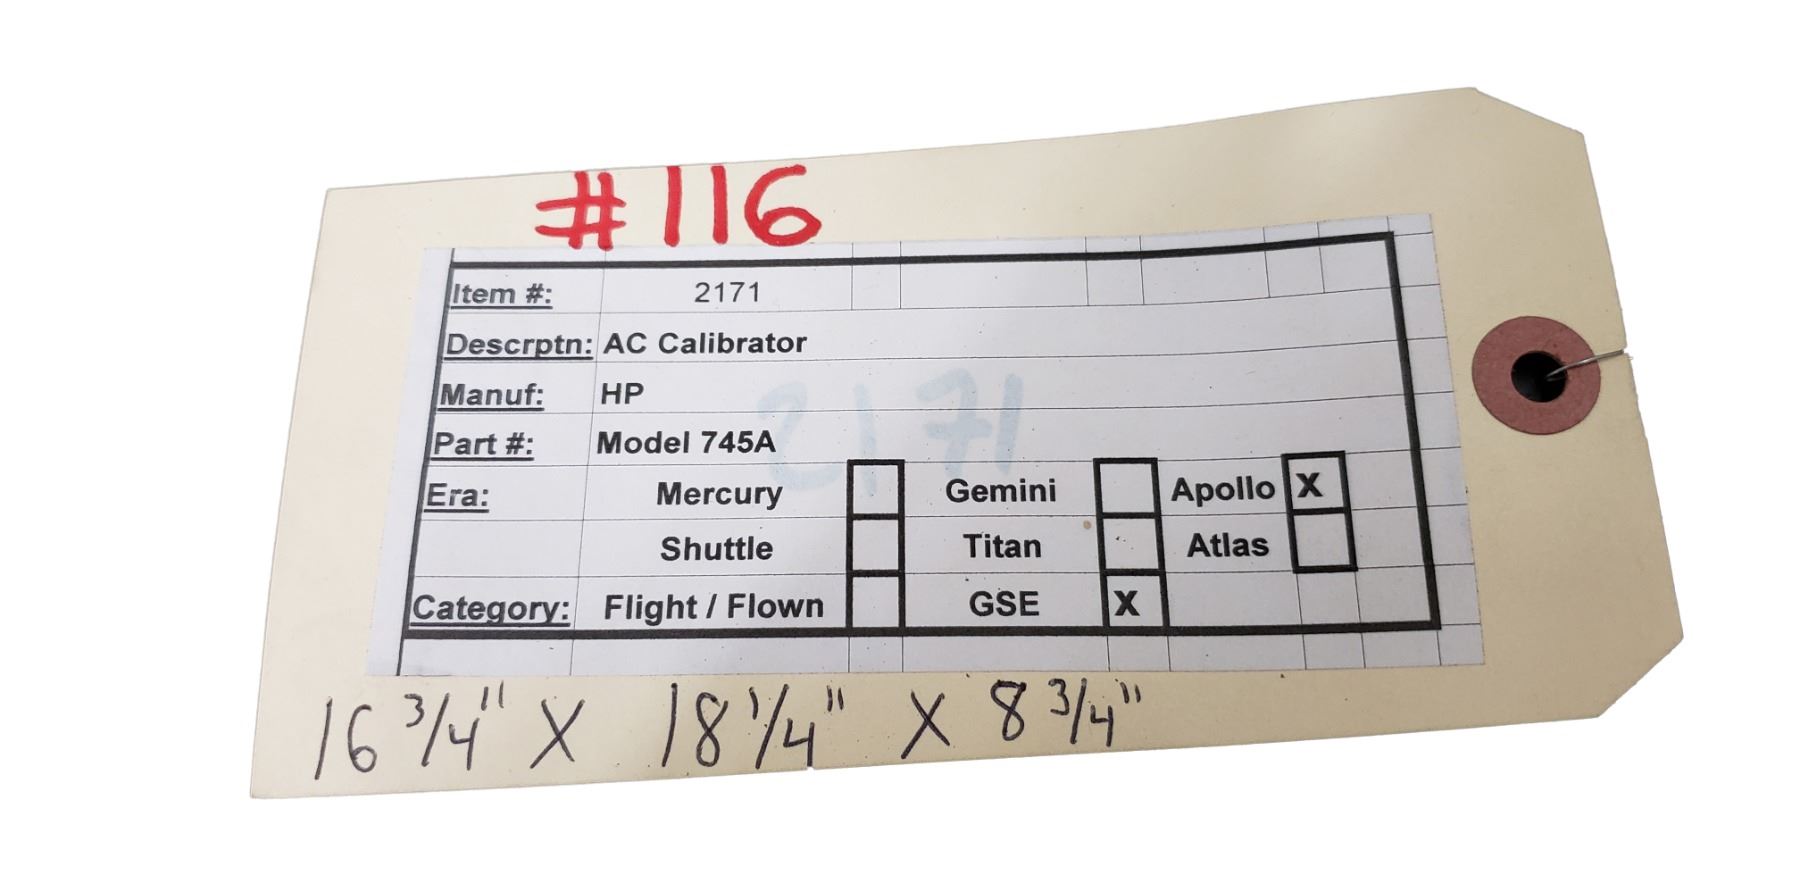 #116
Item #: 2171
Descrptn: AC Calibrator
Manuf: HP
Part #: Model 745A
Era: Mercury Gemini Apollo X
Shuttle Titan Atlas
Category: Flight / Flown GSE X
16 3/4" X 18 1/4" X 8 3/4"
2171